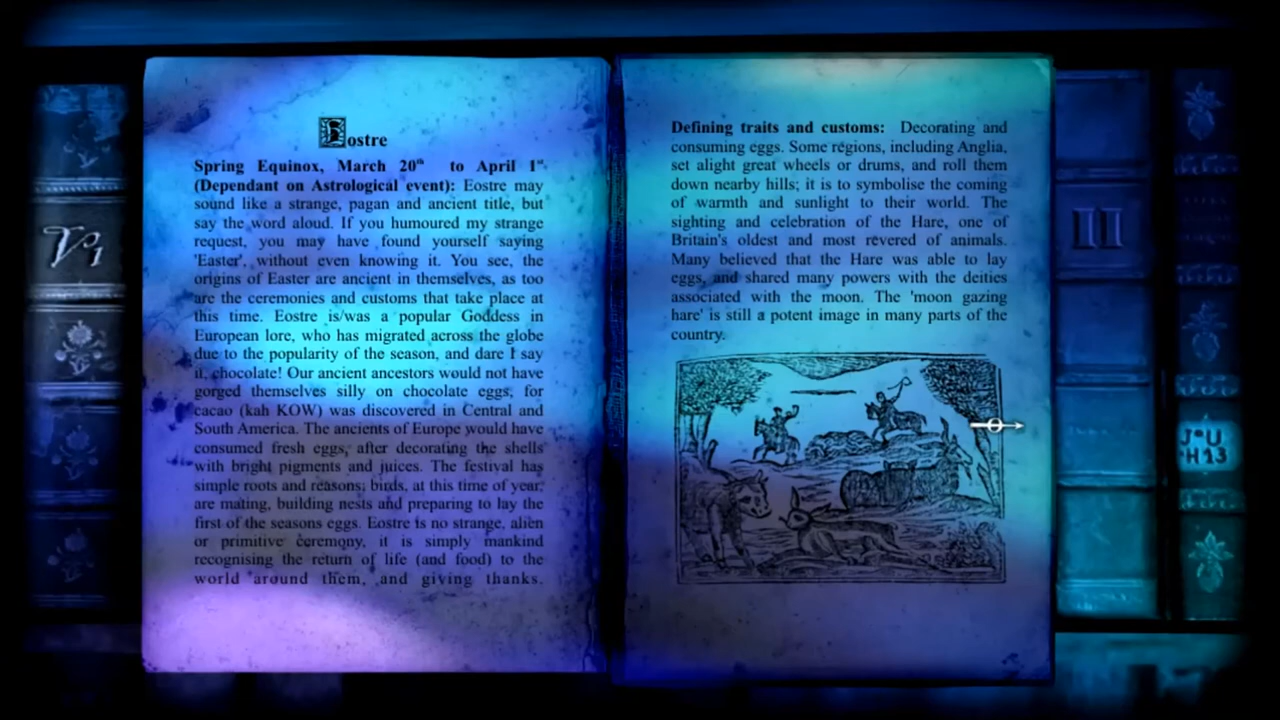 Eostre
Spring Equinox, March 20th to April 1st
(Dependant on Astrological event): Eostre may
sound like a strange, pagan and ancient title, but
say the word aloud. If you humoured my strange
request, you may have found yourself saying
'Easter', without even knowing it. You see, the
origins of Easter are ancient in themselves, as too
are the ceremonies and customs that take place at
this time. Eostre is/was a popular Goddess in
European lore, who has migrated across the globe
due to the popularity of the season, and dare I say
it, chocolate! Our ancient ancestors would not have
gorged themselves silly on chocolate eggs, for
cacao (kah KOW) was discovered in Central and
South America. The ancients of Europe would have
consumed fresh eggs, after decorating the shells
with bright pigments and juices. The festival has
simple roots and reasons; birds, at this time of year,
are mating, building nests and preparing to lay the
first of the seasons eggs. Eostre is no strange, alien
or primitive ceremony, it is simply mankind
recognising the return of life (and food) to the
world around them, and giving thanks.
Defining traits and customs: Decorating and
consuming eggs. Some regions, including Anglia,
set alight great wheels or drums, and roll them
down nearby hills; it is to symbolise the coming
of warmth and sunlight to their world. The
sighting and celebration of the Hare, one of
Britain's oldest and most revered of animals.
Many believed that the Hare was able to lay
eggs, and shared many powers with the deities
associated with the moon. The 'moon gazing
hare' is still a potent image in many parts of the
country.
VI
II
J*U
*H13